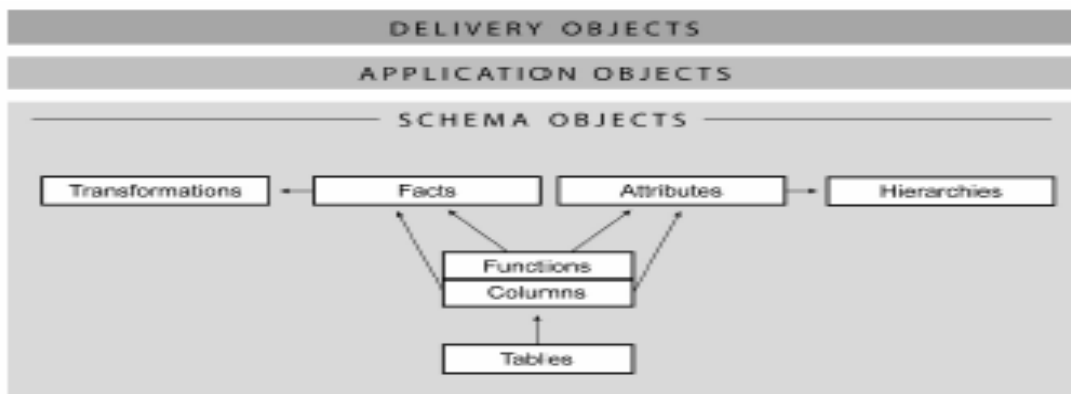 DELIVERY OBJECTS
APPLICATION OBJECTS
SCHEMA OBJECTS
Transformations
Facts
Attributes
Hierarchies
Functions
Columns
Tables